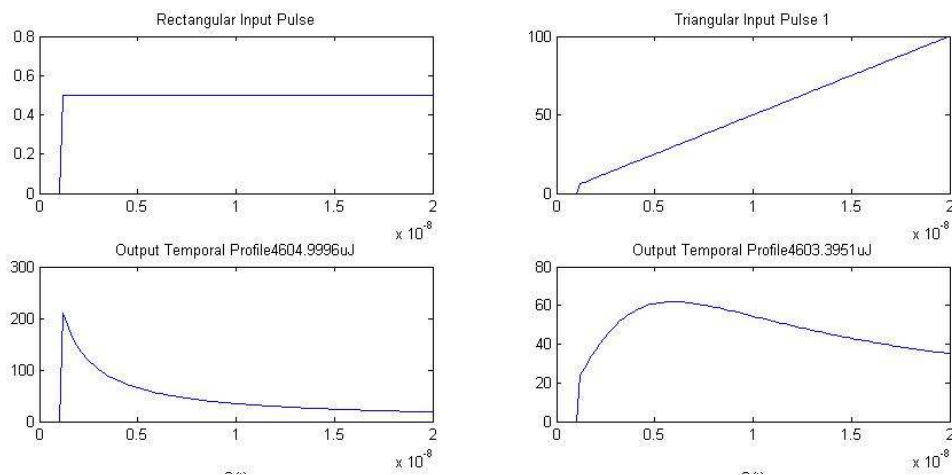 Rectangular Input Pulse
0.8
0.6
0.4
0.2
0
0 0.5 1 1.5 2
x 10^-8
Triangular Input Pulse 1
100
50
0
0 0.5 1 1.5 2
x 10^-8
Output Temporal Profile4604.9996uJ
300
200
100
0
0 0.5 1 1.5 2
x 10^-8
Output Temporal Profile4603.3951uJ
80
60
40
20
0
0 0.5 1 1.5 2
x 10^-8